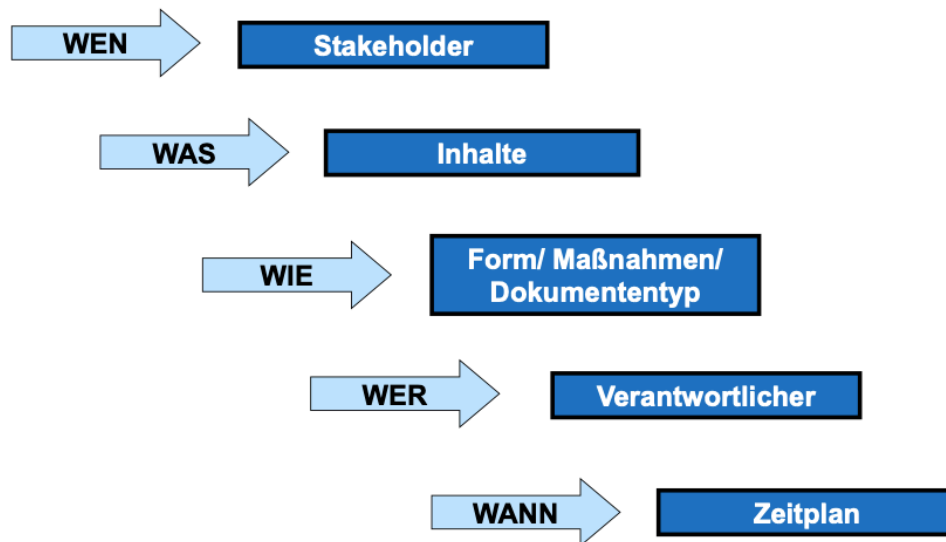 WEN
Stakeholder
WAS
Inhalte
WIE
Form/ Maßnahmen/
Dokumententyp
WER
Verantwortlicher
WANN
Zeitplan